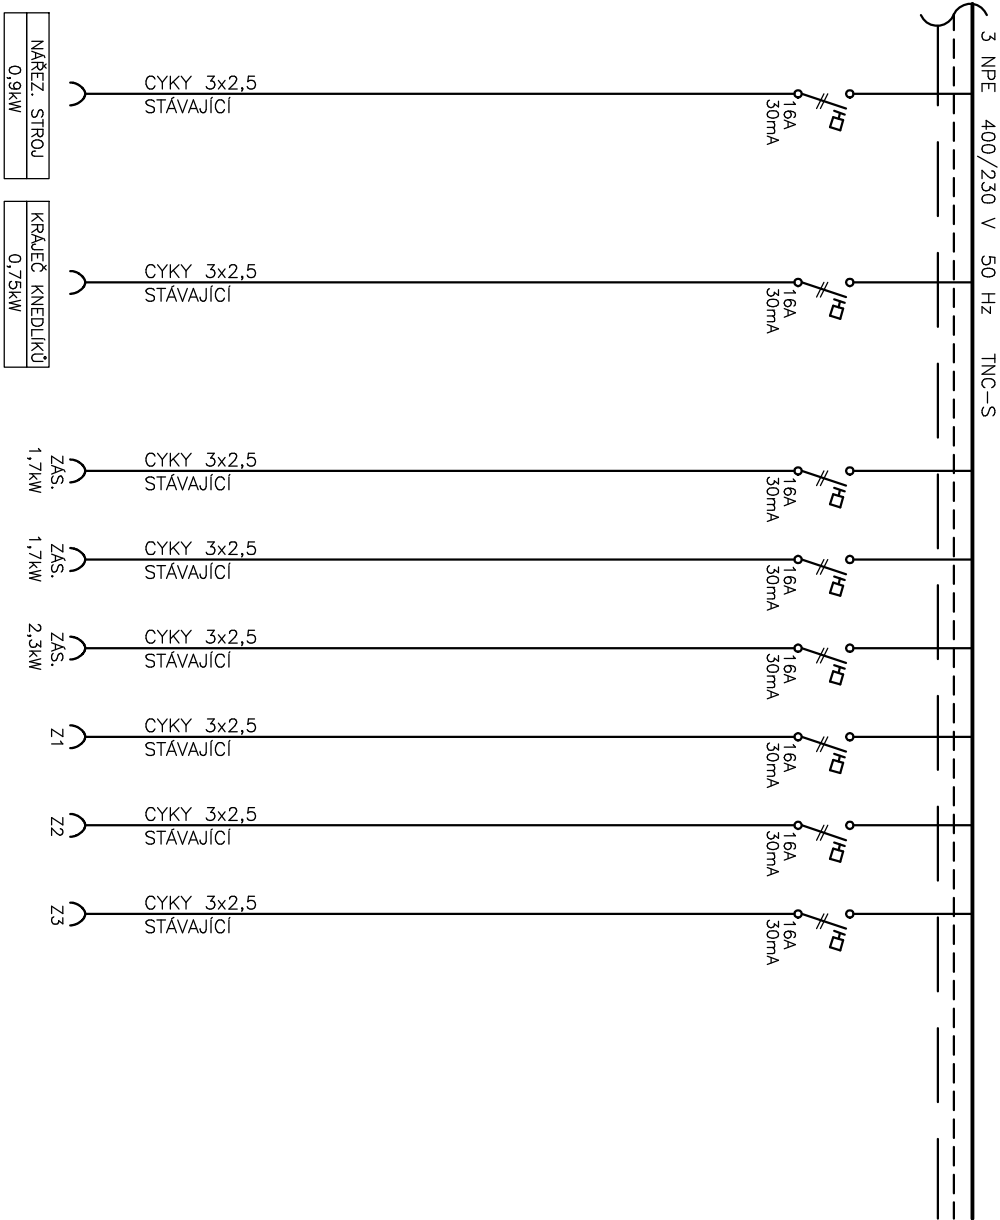 3 NPE 400/230 V 50 Hz TNC-S
CYKY 3x2,5
STÁVAJÍCÍ
16A
30mA
NÁŘEZ. STROJ
0,9kW
CYKY 3x2,5
STÁVAJÍCÍ
16A
30mA
KRÁJEČ KNEDLÍKŮ
0,75kW
CYKY 3x2,5
STÁVAJÍCÍ
16A
30mA
ZÁS.
1,7kW
CYKY 3x2,5
STÁVAJÍCÍ
16A
30mA
ZÁS.
1,7kW
CYKY 3x2,5
STÁVAJÍCÍ
16A
30mA
ZÁS.
2,3kW
CYKY 3x2,5
STÁVAJÍCÍ
16A
30mA
Z1
CYKY 3x2,5
STÁVAJÍCÍ
16A
30mA
Z2
CYKY 3x2,5
STÁVAJÍCÍ
16A
30mA
Z3